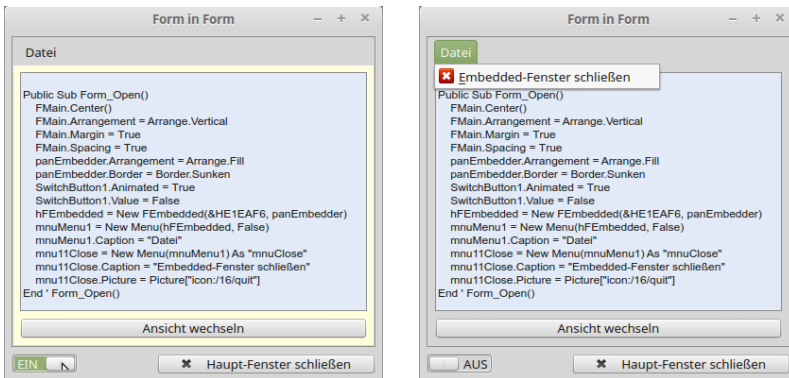 Form in Form
Datei
Public Sub Form_Open()
FMain.Center()
FMain.Arrangement = Arrange.Vertical
FMain.Margin = True
FMain.Spacing = True
panEmbedder.Arrangement = Arrange.Fill
panEmbedder.Border = Border.Sunken
SwitchButton1.Animated = True
SwitchButton1.Value = False
hFEmbedded = New FEmbedded(&HE1EAF6, panEmbedder)
mnuMenu1 = New Menu(hFEmbedded, False)
mnuMenu1.Caption = "Datei"
mnu11Close = New Menu(mnuMenu1) As "mnuClose"
mnu11Close.Caption = "Embedded-Fenster schließen"
mnu11Close.Picture = Picture["icon:/16/quit"]
End ' Form_Open()
Ansicht wechseln
EIN
Haupt-Fenster schließen
Form in Form
Datei
Embedded-Fenster schließen
Public Sub Form_Open()
FMain.Center()
FMain.Arrangement = Arrange.Vertical
FMain.Margin = True
FMain.Spacing = True
panEmbedder.Arrangement = Arrange.Fill
panEmbedder.Border = Border.Sunken
SwitchButton1.Animated = True
SwitchButton1.Value = False
hFEmbedded = New FEmbedded(&HE1EAF6, panEmbedder)
mnuMenu1 = New Menu(hFEmbedded, False)
mnuMenu1.Caption = "Datei"
mnu11Close = New Menu(mnuMenu1) As "mnuClose"
mnu11Close.Caption = "Embedded-Fenster schließen"
mnu11Close.Picture = Picture["icon:/16/quit"]
End ' Form_Open()
Ansicht wechseln
AUS
Haupt-Fenster schließen